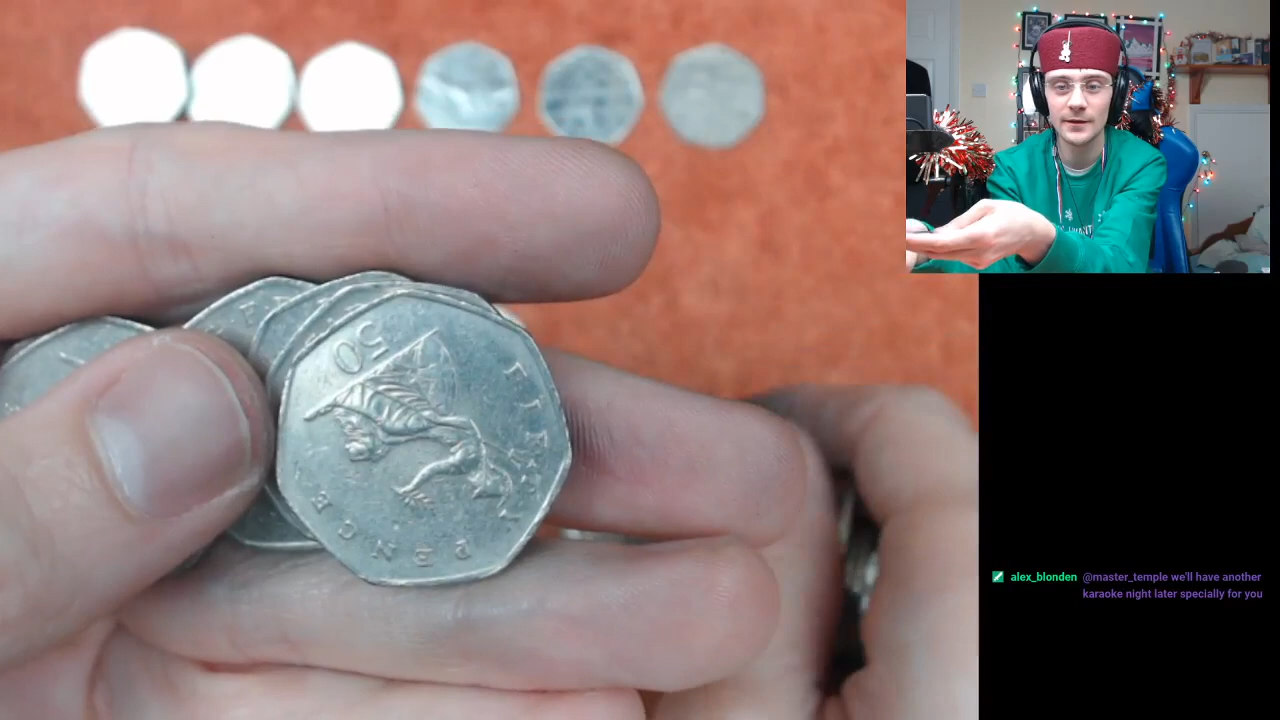 50
FIFTY
PENCE
alex_blonden @master_temple we'll have another
karaoke night later specially for you